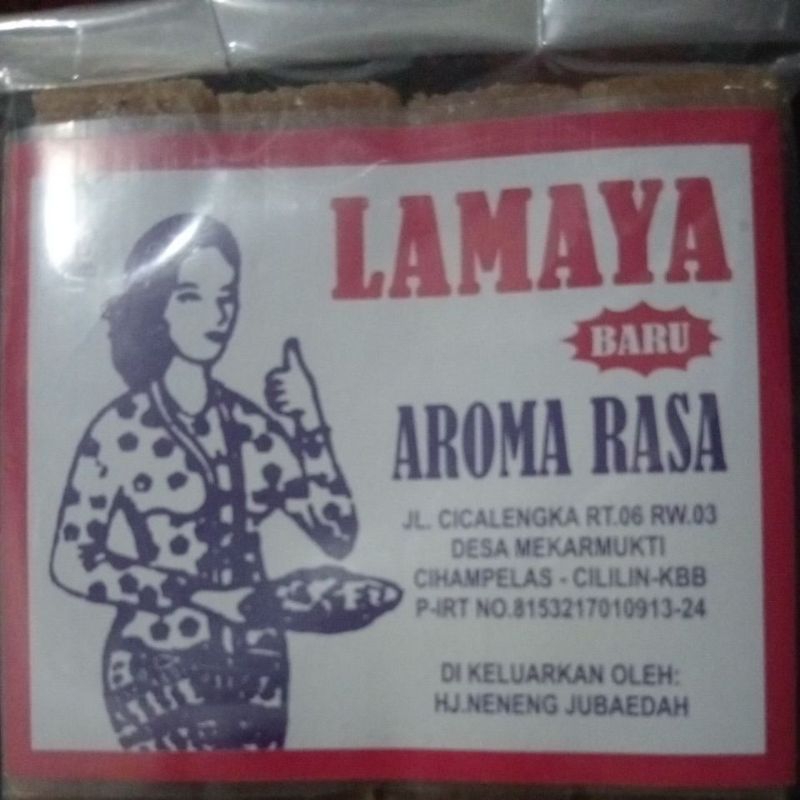 LAMAYA
BARU
AROMA RASA
JL. CICALENGKA RT.06 RW.03
DESA MEKARMUKTI
CIHAMPELAS - CILILIN-KBB
P-IRT NO.8153217010913-24
DI KELUARKAN OLEH:
HJ.NENENG JUBAEDAH